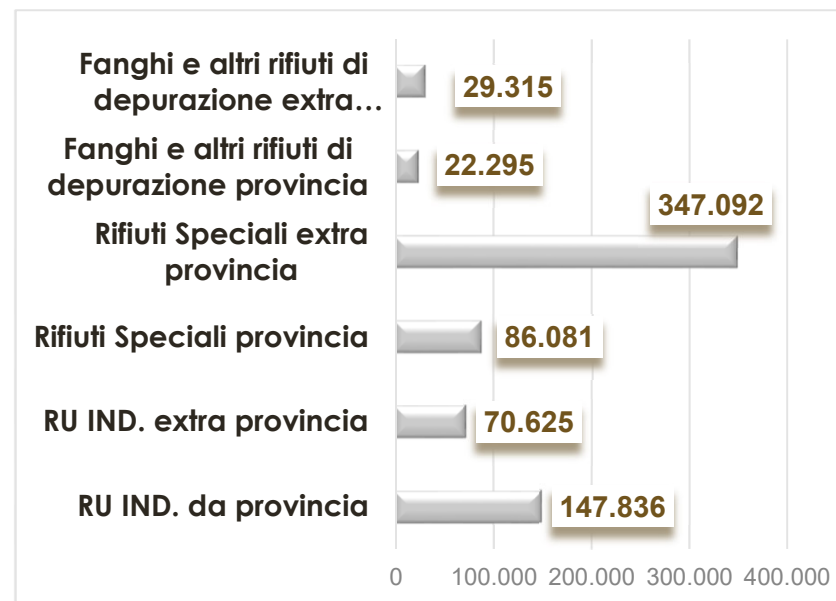 Fanghi e altri rifiuti di
depurazione extra…
29.315
Fanghi e altri rifiuti di
depurazione provincia
22.295
Rifiuti Speciali extra
provincia
347.092
Rifiuti Speciali provincia
86.081
RU IND. extra provincia
70.625
RU IND. da provincia
147.836
0 100.000 200.000 300.000 400.000